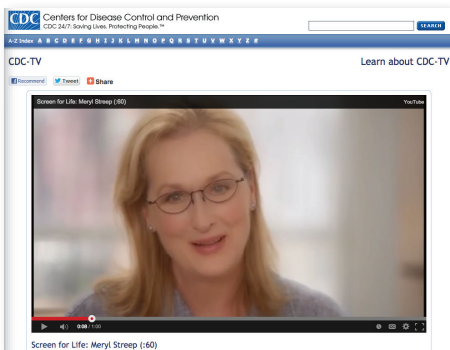 CDC Centers for Disease Control and Prevention
CDC 24/7: Saving Lives, Protecting People.™
SEARCH
A-Z Index A B C D E F G H I J K L M N O P Q R S T U V W X Y Z #
CDC-TV Learn about CDC-TV
Recommend Tweet Share
Screen for Life: Meryl Streep (:60) YouTube
0:08 / 1:00
Screen for Life: Meryl Streep (:60)